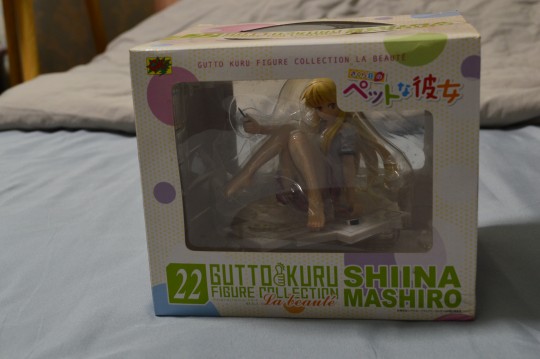 GUTTO KURU FIGURE COLLECTION LA BEAUTE
ペットな彼女
22
GUTTO KURU
FIGURE COLLECTION
La beauté
SHIINA
MASHIRO